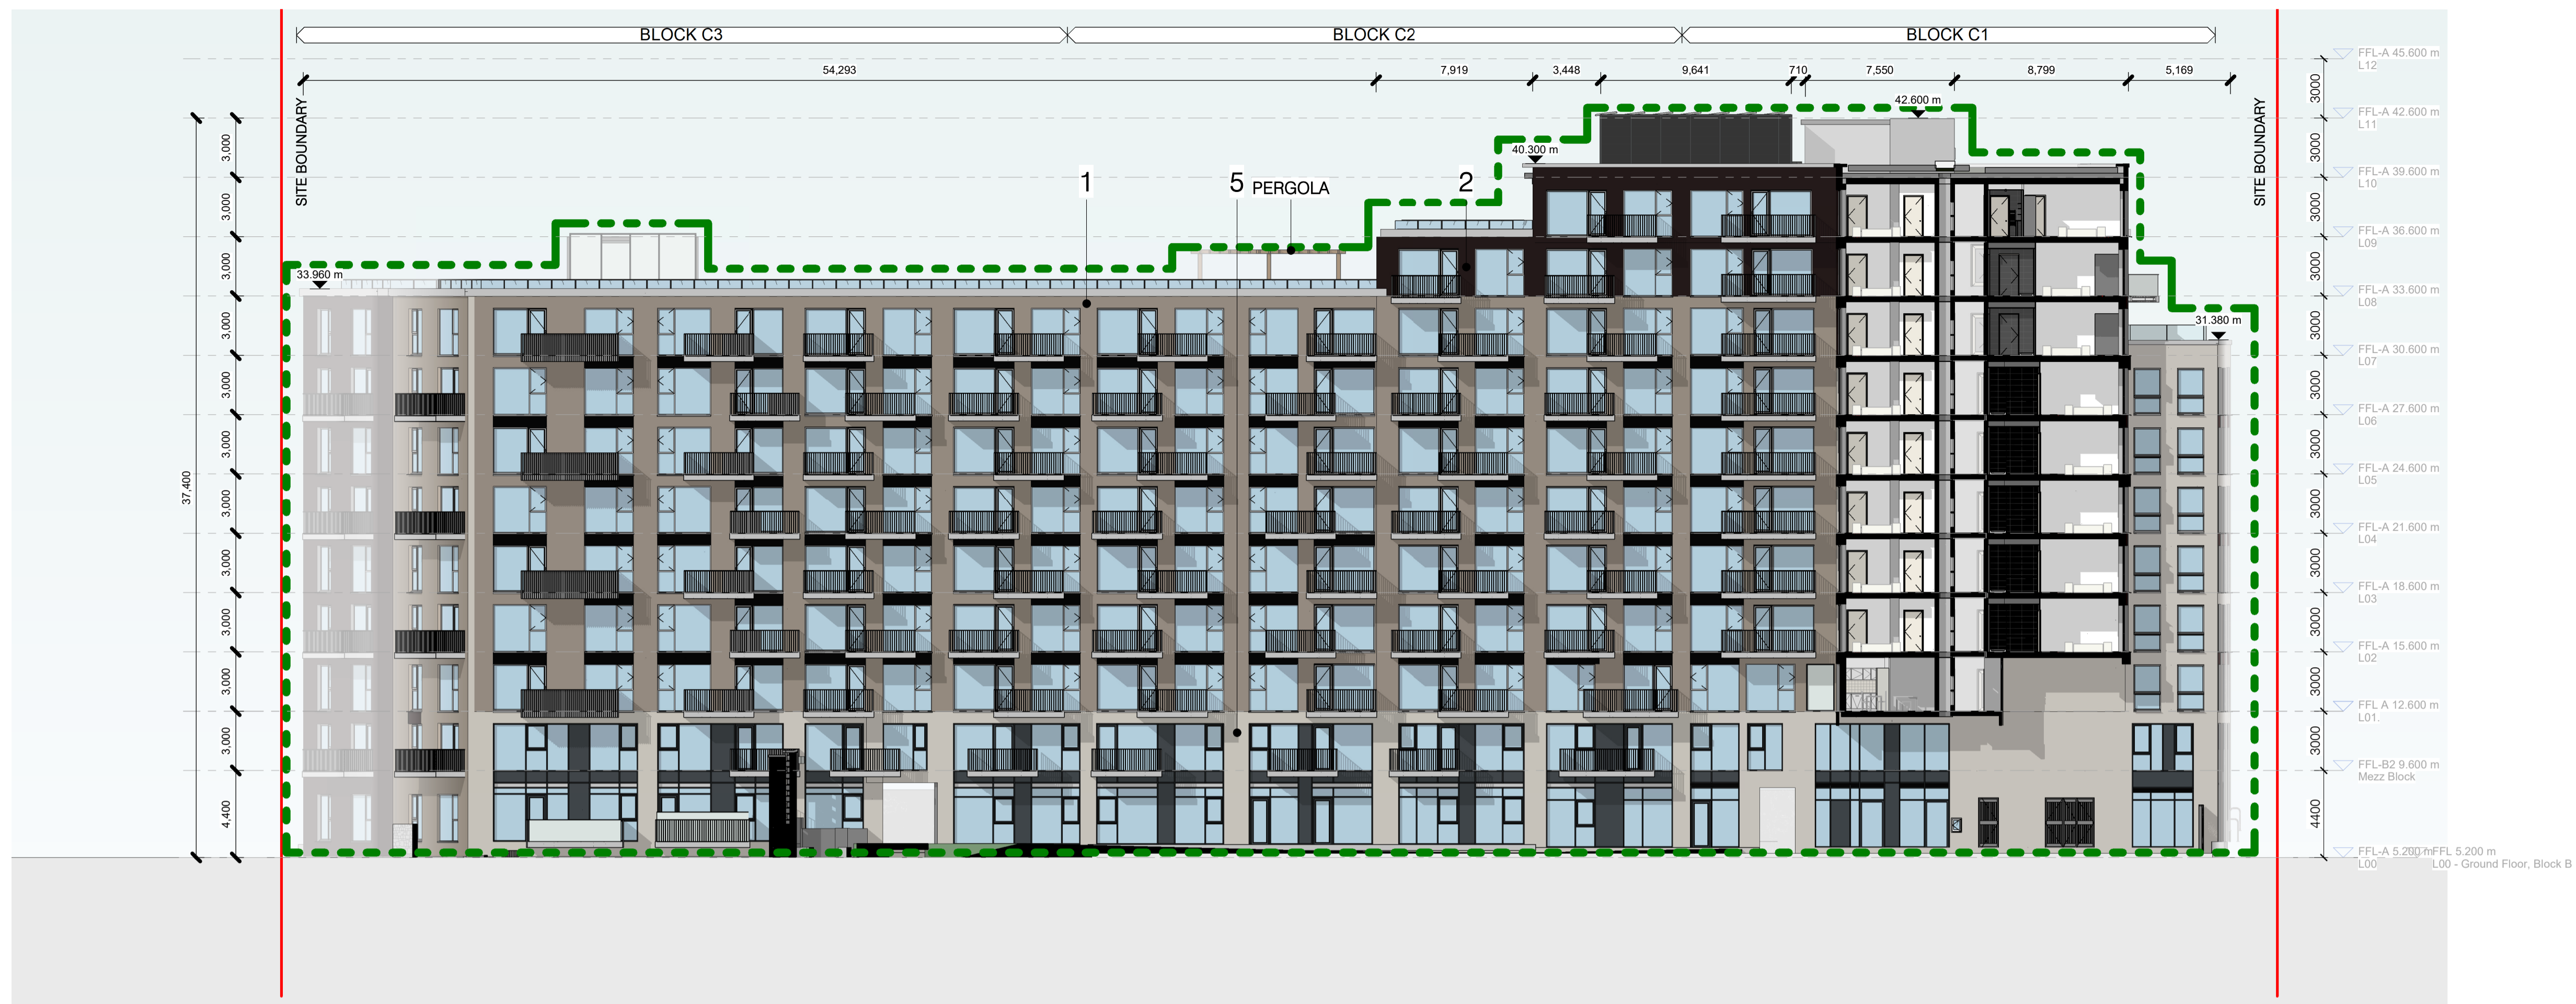 BLOCK C3
BLOCK C2
BLOCK C1
54,293
7,919
3,448
9,641
710
7,550
8,799
5,169
SITE BOUNDARY
SITE BOUNDARY
33.960 m
40.300 m
42.600 m
31.380 m
1
5
PERGOLA
2
37,400
3,000
3,000
3,000
3,000
3,000
3,000
3,000
3,000
3,000
3,000
3,000
4,400
3000
3000
3000
3000
3000
3000
3000
3000
3000
3000
3000
3000
4400
FFL-A 45.600 m
L12
FFL-A 42.600 m
L11
FFL-A 39.600 m
L10
FFL-A 36.600 m
L09
FFL-A 33.600 m
L08
FFL-A 30.600 m
L07
FFL-A 27.600 m
L06
FFL-A 24.600 m
L05
FFL-A 21.600 m
L04
FFL-A 18.600 m
L03
FFL-A 15.600 m
L02
FFL A 12.600 m
L01.
FFL-B2 9.600 m
Mezz Block
FFL-A 5.200 m
L00
FFL 5.200 m
L00 - Ground Floor, Block B